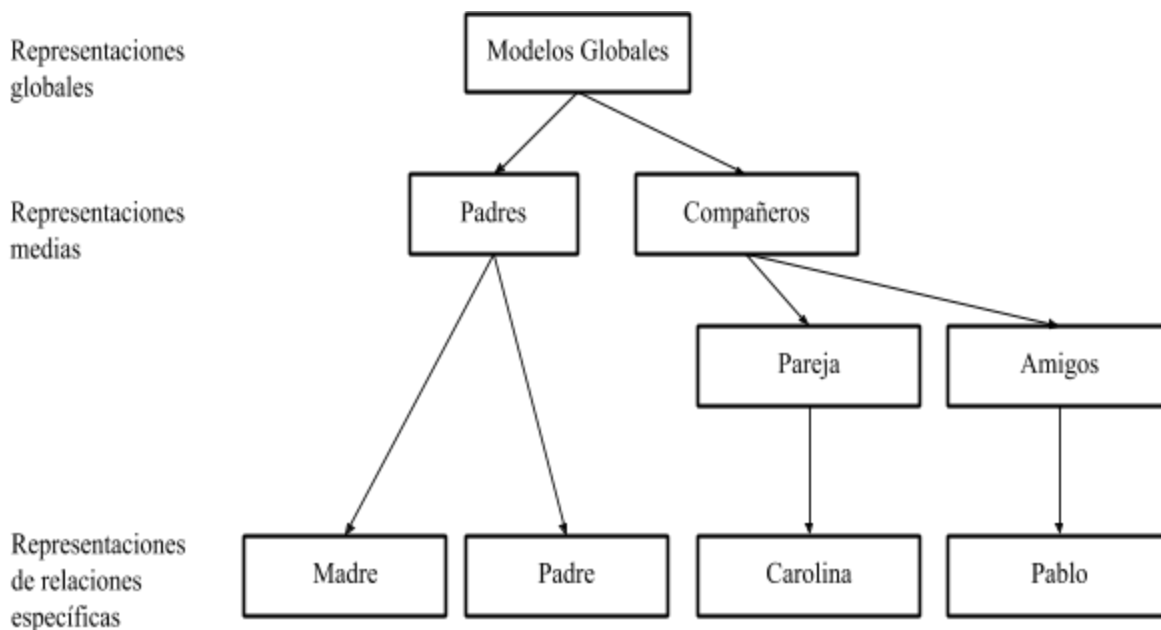 Representaciones
globales
Modelos Globales
Representaciones
medias
Padres
Compañeros
Pareja
Amigos
Representaciones
de relaciones
específicas
Madre
Padre
Carolina
Pablo